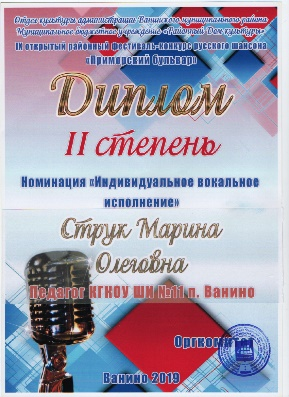 Отдел культуры администрации Ванинского муниципального района
Муниципальное бюджетное учреждение «Районный Дом культуры»
IX открытый районный фестиваль-конкурс русского шансона
«Приморский бульвар»
Диплом
II степень
Номинация «Индивидуальное вокальное
исполнение»
Струк Марина
Олеговна
Педагог КГКОУ ШИ №11 п. Ванино
Оргкомитет
Ванино 2019